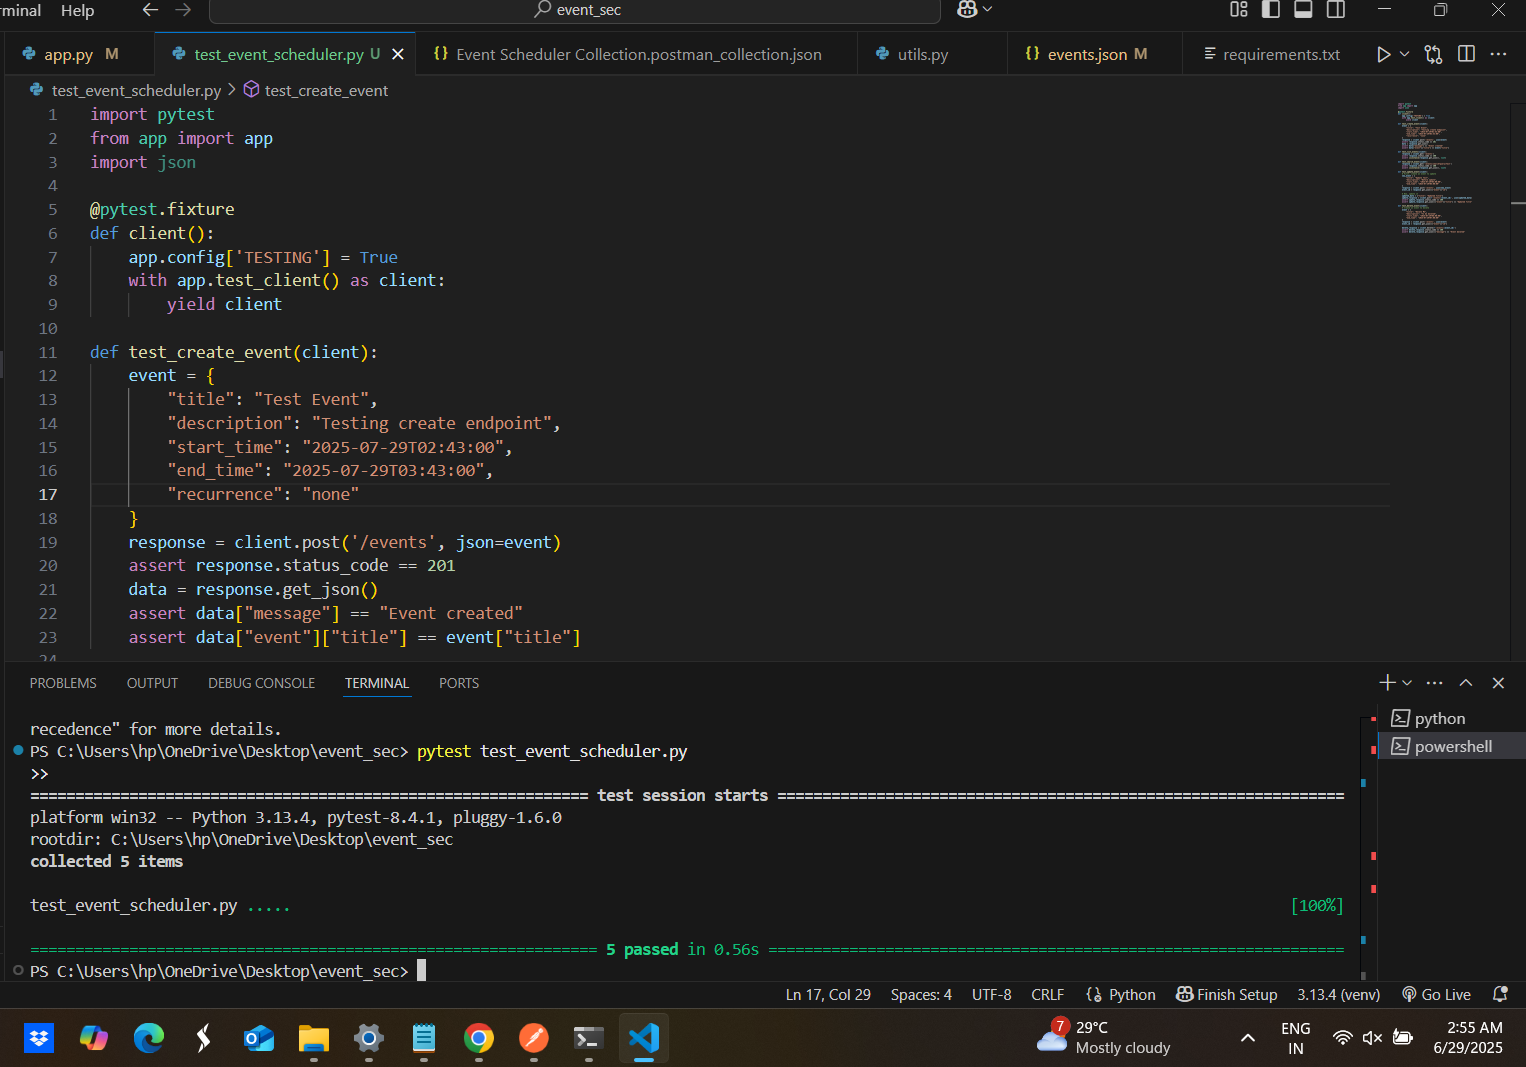 rminal Help event_sec
app.py M test_event_scheduler.py U Event Scheduler Collection.postman_collection.json utils.py events.json M requirements.txt
test_event_scheduler.py > test_create_event
1 import pytest
2 from app import app
3 import json
4
5 @pytest.fixture
6 def client():
7 app.config['TESTING'] = True
8 with app.test_client() as client:
9 yield client
10
11 def test_create_event(client):
12 event = {
13 "title": "Test Event",
14 "description": "Testing create endpoint",
15 "start_time": "2025-07-29T02:43:00",
16 "end_time": "2025-07-29T03:43:00",
17 "recurrence": "none"
18 }
19 response = client.post('/events', json=event)
20 assert response.status_code == 201
21 data = response.get_json()
22 assert data["message"] == "Event created"
23 assert data["event"]["title"] == event["title"]
24
PROBLEMS OUTPUT DEBUG CONSOLE TERMINAL PORTS
recedence" for more details.
PS C:\Users\hp\OneDrive\Desktop\event_sec> pytest test_event_scheduler.py
>>
============================================================== test session starts ===============================================================
platform win32 -- Python 3.13.4, pytest-8.4.1, pluggy-1.6.0
rootdir: C:\Users\hp\OneDrive\Desktop\event_sec
collected 5 items
test_event_scheduler.py ..... [100%]
=============================================================== 5 passed in 0.56s ================================================================
PS C:\Users\hp\OneDrive\Desktop\event_sec>
python
powershell
Ln 17, Col 29 Spaces: 4 UTF-8 CRLF Python Finish Setup 3.13.4 (venv) Go Live
7 29°C
Mostly cloudy
ENG
IN
2:55 AM
6/29/2025